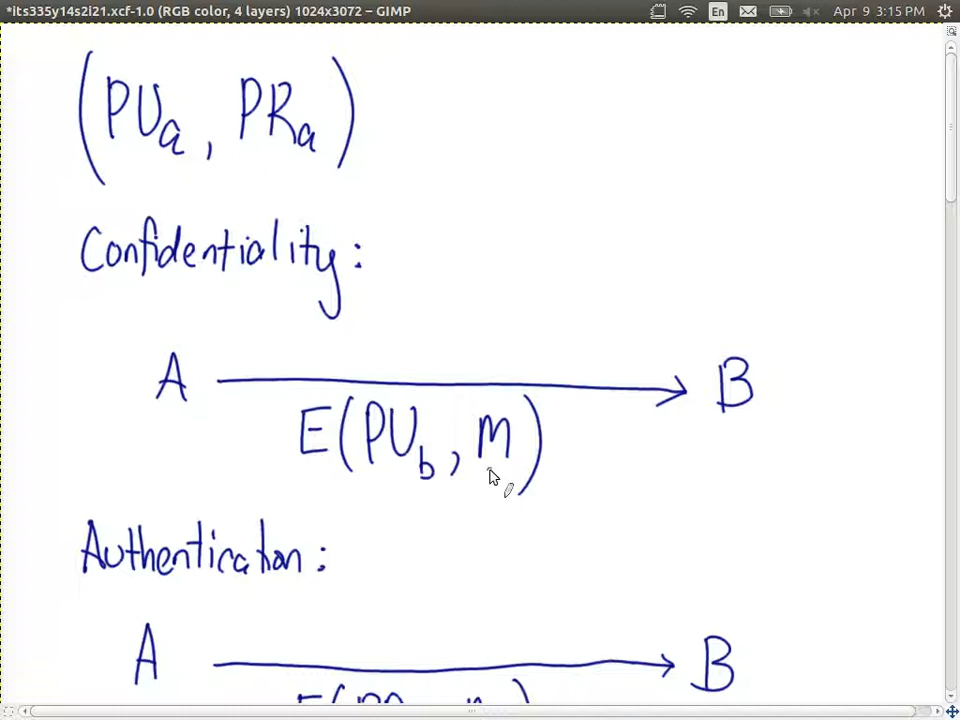 *its335y14s2i21.xcf-1.0 (RGB color, 4 layers) 1024x3072 – GIMP
En
Apr 9 3:15 PM
(PUa, PRa)
Confidentiality:
A B
E(PUb, m)
Authentication:
A B